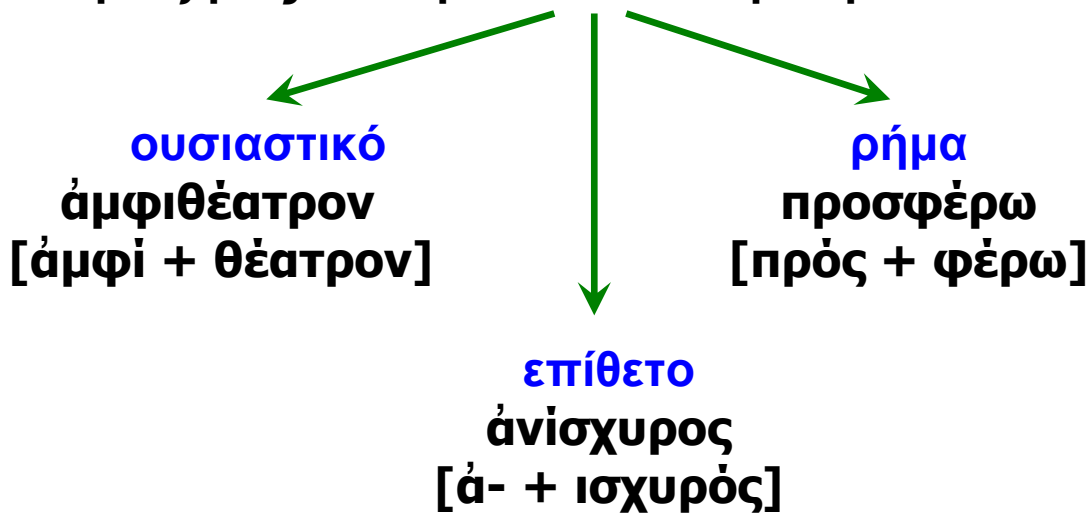 ουσιαστικό
ἀμφιθέατρον
[ἀμφί + θέατρον]
ρήμα
προσφέρω
[πρός + φέρω]
επίθετο
ἀνίσχυρος
[ἀ- + ισχυρός]